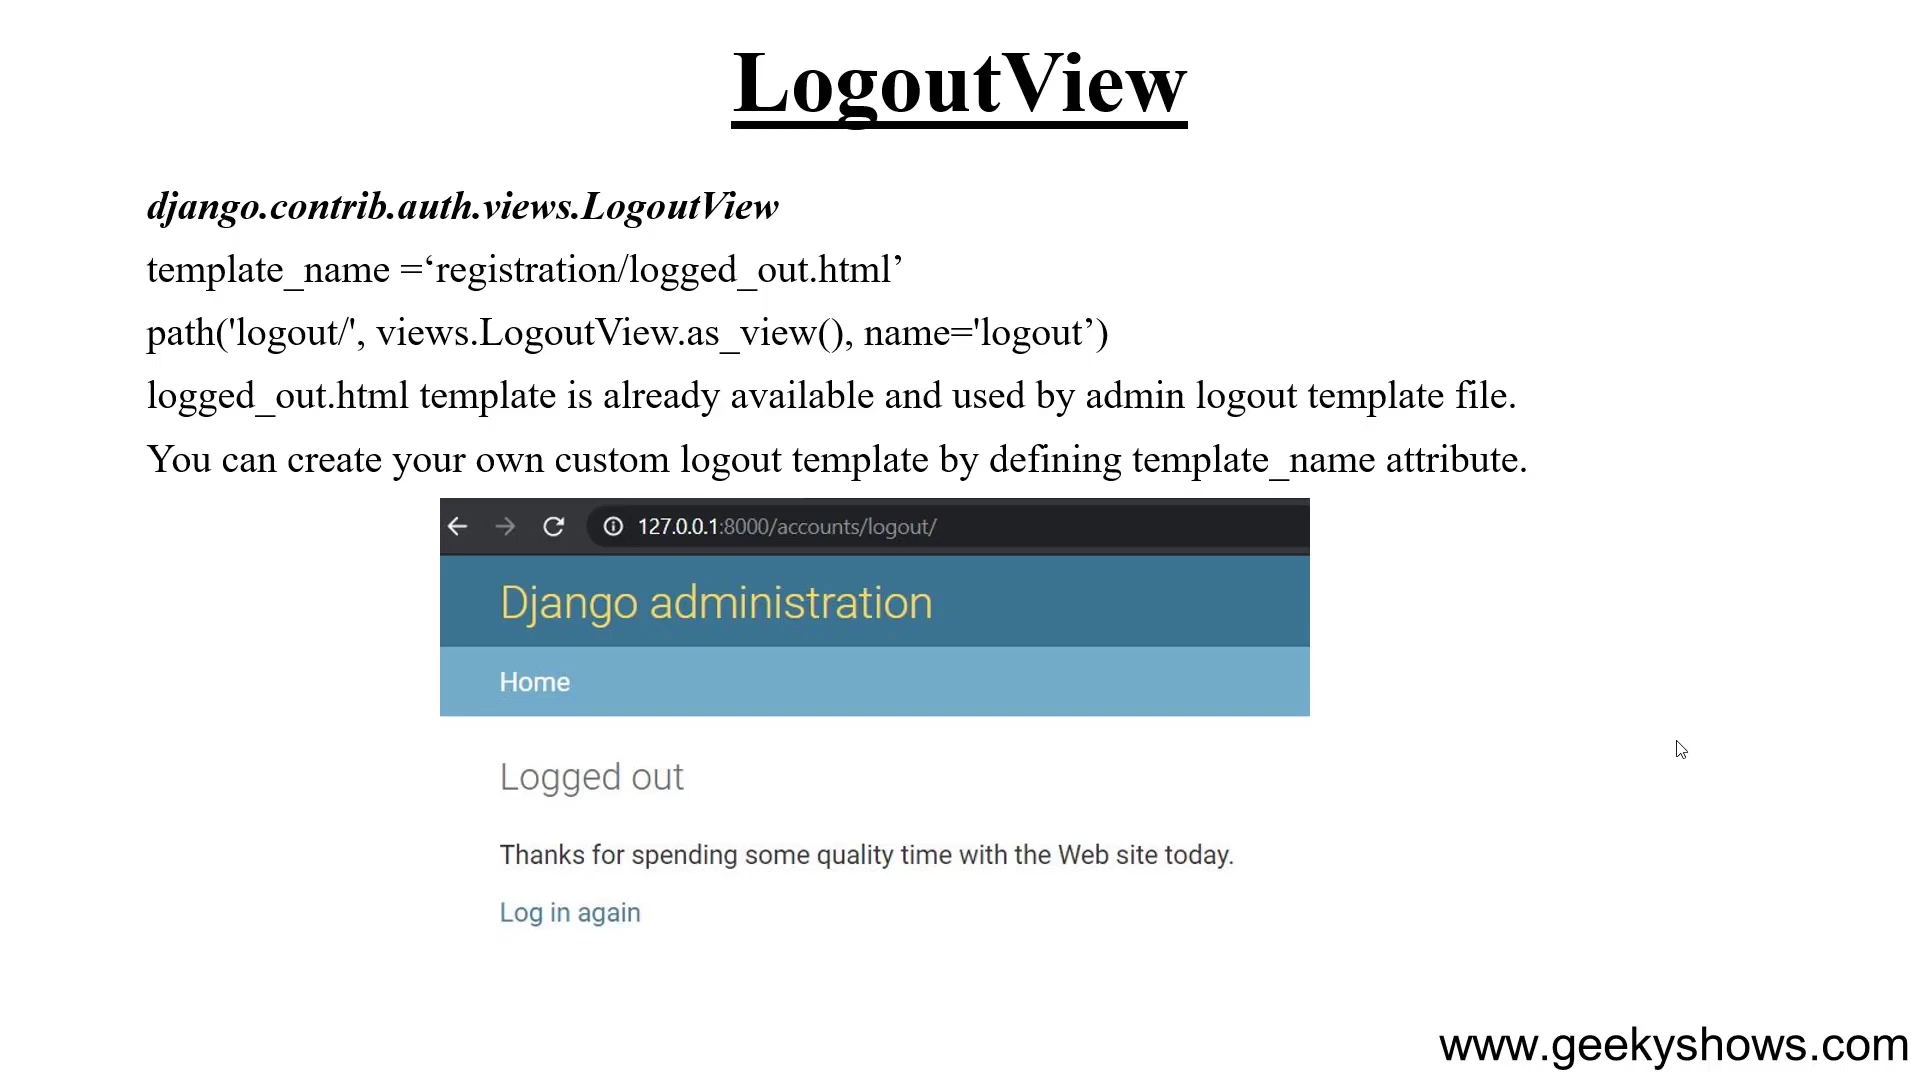 LogoutView
django.contrib.auth.views.LogoutView
template_name =‘registration/logged_out.html’
path('logout/', views.LogoutView.as_view(), name='logout’)
logged_out.html template is already available and used by admin logout template file.
You can create your own custom logout template by defining template_name attribute.
127.0.0.1:8000/accounts/logout/
Django administration
Home
Logged out
Thanks for spending some quality time with the Web site today.
Log in again
www.geekyshows.com